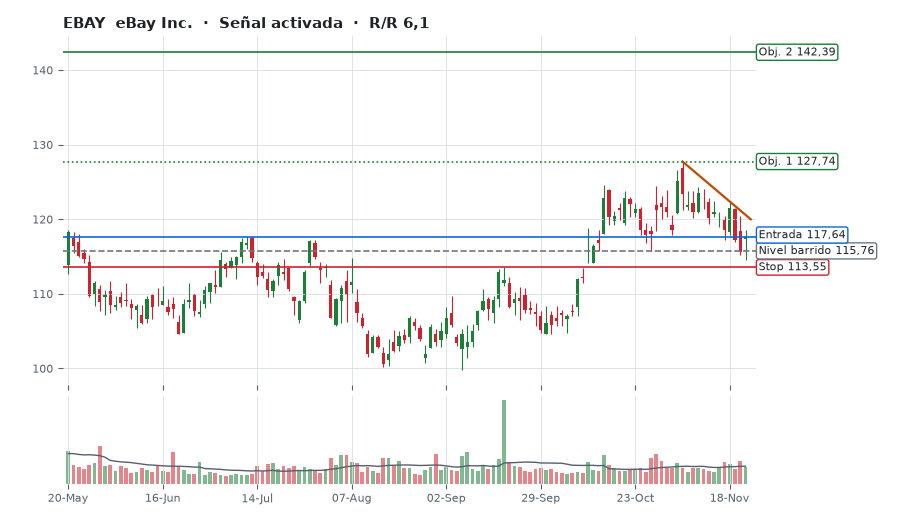 EBAY eBay Inc. · Señal activada · R/R 6,1
Obj. 2 142,39
140
130
Obj. 1 127,74
120
Entrada 117,64
Nivel barrido 115,76
Stop 113,55
110
100
20-May 16-Jun 14-Jul 07-Aug 02-Sep 29-Sep 23-Oct 18-Nov